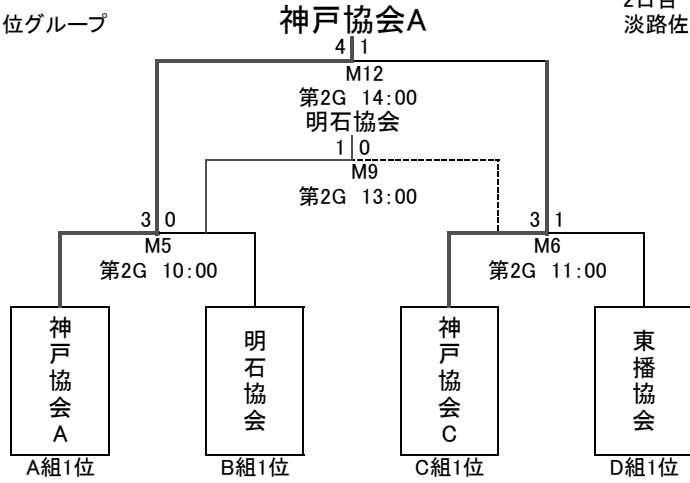 位グループ
神戸協会A
淡路佐
4 1
M12
第2G 14:00
明石協会
1 0
M9
第2G 13:00
3 0
M5
第2G 10:00
3 1
M6
第2G 11:00
神戸協会A
明石協会
神戸協会C
東播協会
A組1位
B組1位
C組1位
D組1位